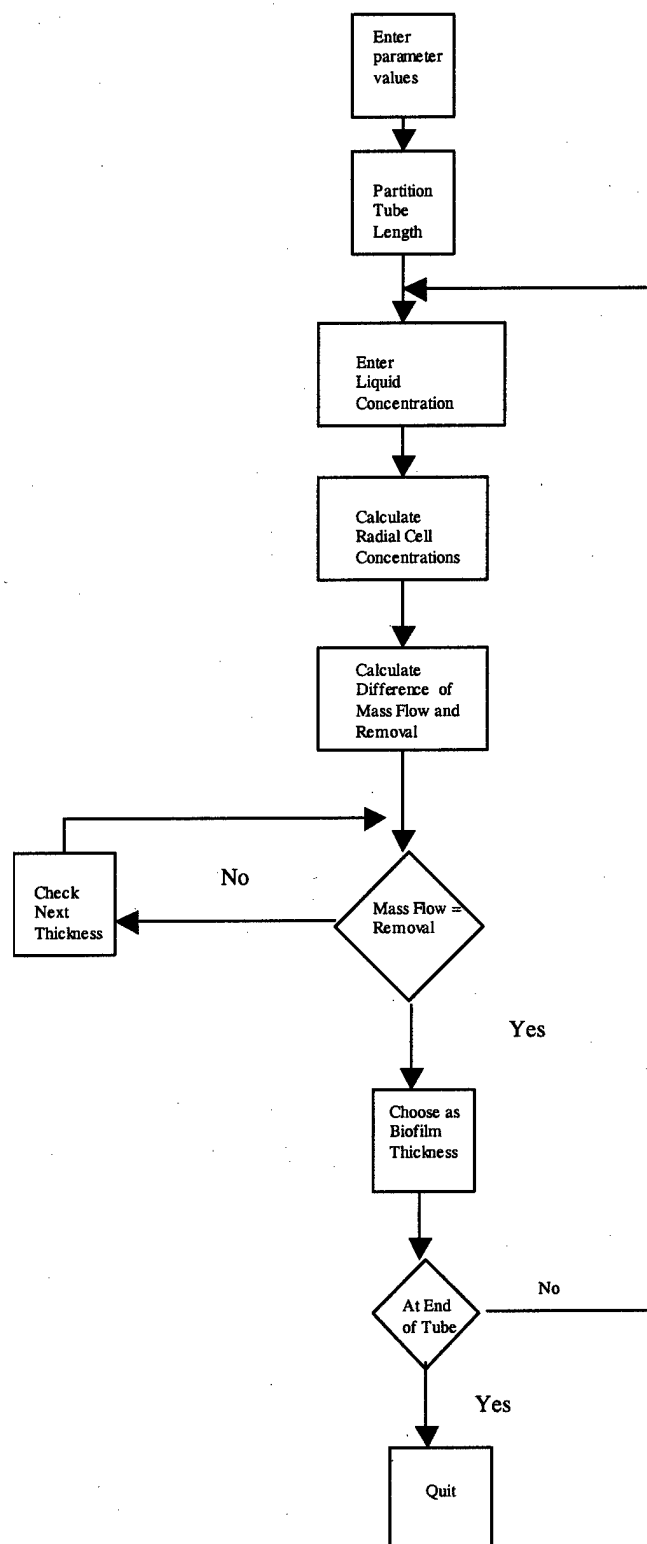 Enter
parameter
values
Partition
Tube
Length
Enter
Liquid
Concentration
Calculate
Radial Cell
Concentrations
Calculate
Difference of
Mass Flow and
Removal
No
Check
Next
Thickness
Mass Flow =
Removal
Yes
Choose as
Biofilm
Thickness
No
At End
of Tube
Yes
Quit